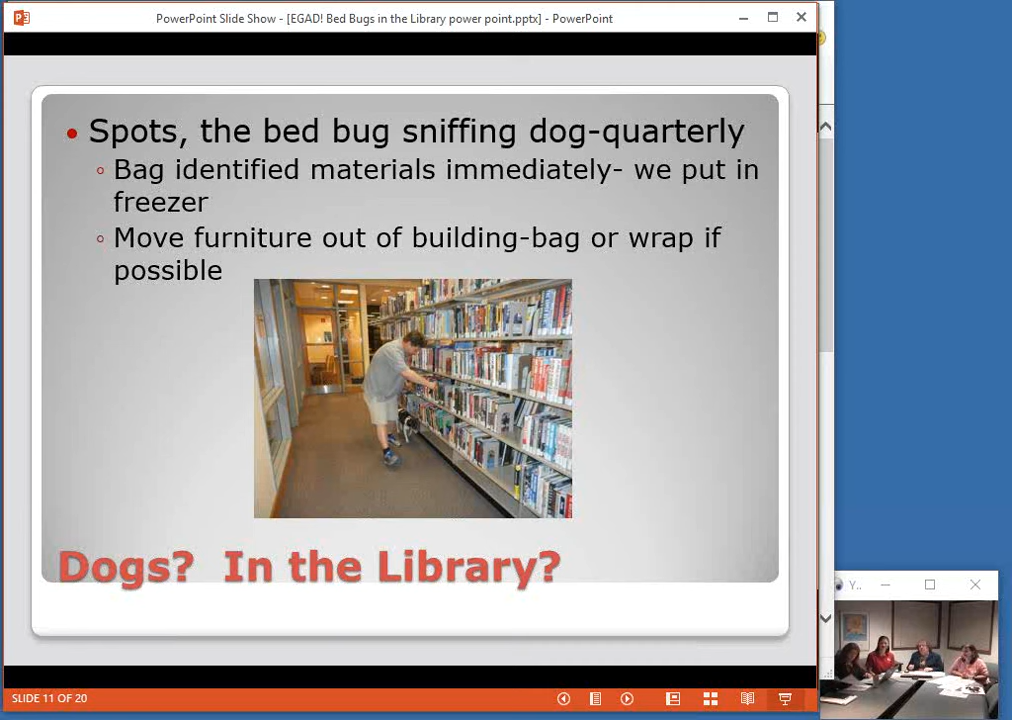 PowerPoint Slide Show - [EGAD! Bed Bugs in the Library power point.pptx] - PowerPoint
Spots, the bed bug sniffing dog-quarterly
Bag identified materials immediately- we put in
freezer
Move furniture out of building-bag or wrap if
possible
Dogs? In the Library?
Y..
SLIDE 11 OF 20